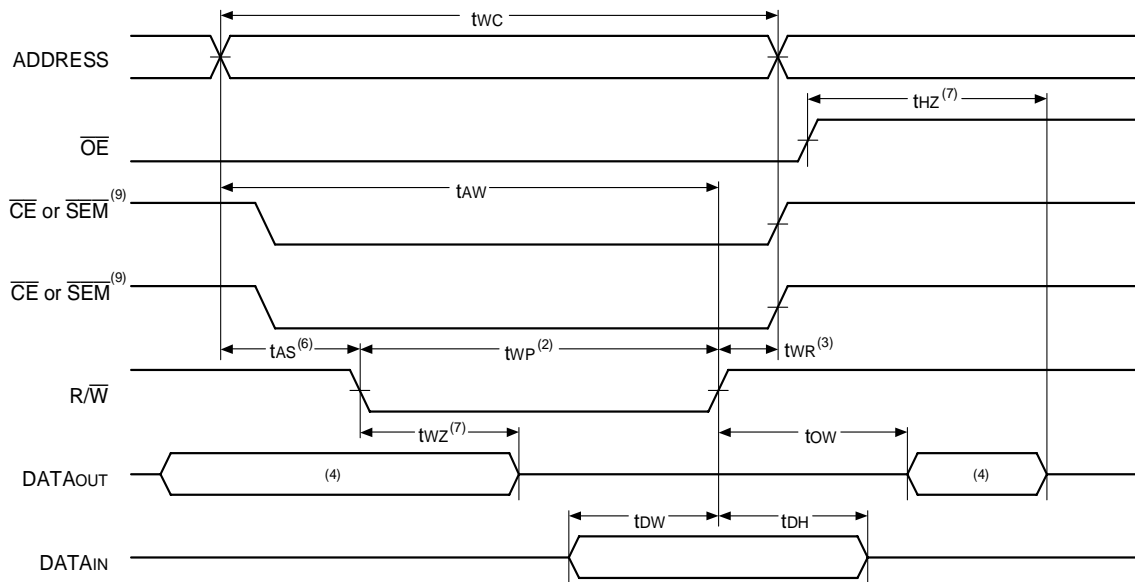 tWC
ADDRESS
tHZ(7)
OE
tAW
CE or SEM(9)
CE or SEM(9)
tAS(6) tWP(2) tWR(3)
R/W
tWZ(7) tOW
DATAOUT (4) (4)
tDW tDH
DATAIN